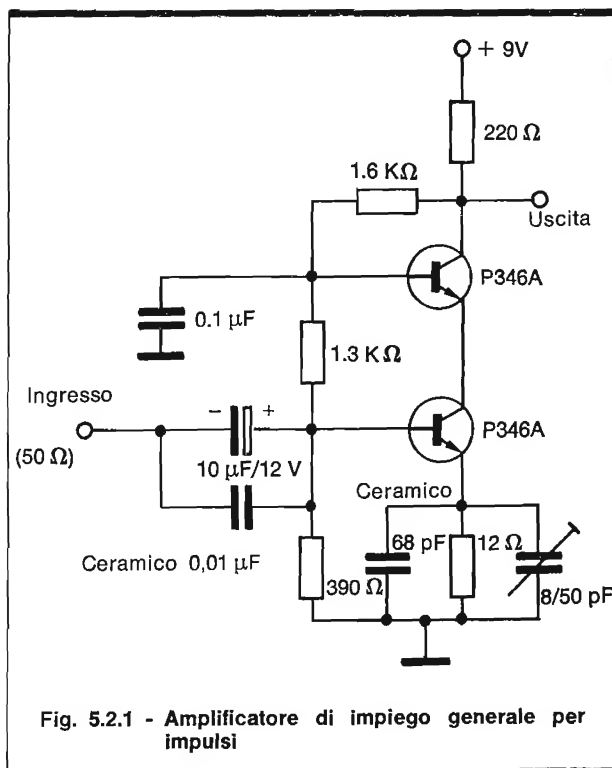 + 9V
220 Ω
1.6 KΩ
Uscita
P346A
0.1 µF
1.3 KΩ
Ingresso
(50 Ω)
- +
P346A
10 µF/12 V
Ceramico
68 pF
12 Ω
Ceramico 0,01 µF
390 Ω
8/50 pF
Fig. 5.2.1 - Amplificatore di impiego generale per
impulsi